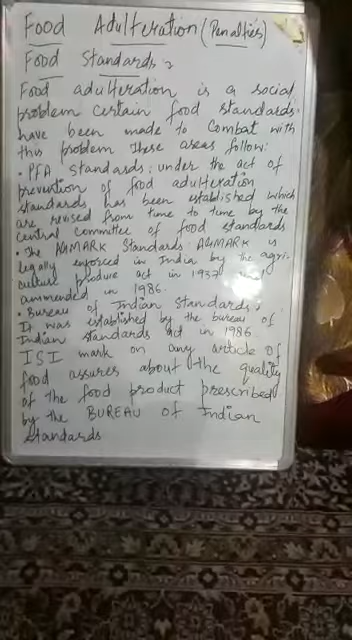 Food Adulteration (Penalties)
Food Standards :
Food adulteration is a social
problem certain food standards
have been made to combat with
this problem these areas follow:
• PFA Standards : under the act of
prevention of food adulteration
standards has been established which
are revised from time to time by the
central committee of food standards
• The AGMARK Standards : AGMARK is
legally enforced in India by the agri-
culture produce act in 1937
ammended in 1986.
• Bureau of Indian Standards :
It was established by the bureau of
Indian standards act in 1986
ISI mark on any article of
food assures about the quality
of the food product prescribed
by the BUREAU of Indian
standards